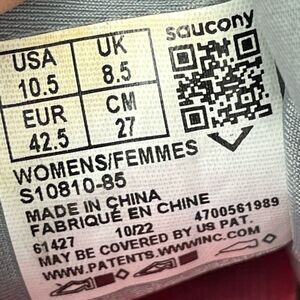 saucony
USA UK
10.5 8.5
EUR CM
42.5 27
WOMENS/FEMMES
S10810-85
MADE IN CHINA
FABRIQUÉ EN CHINE
61427 10/22 4700561989
MAY BE COVERED BY US PAT.
WWW.PATENTS.WWWINC.COM